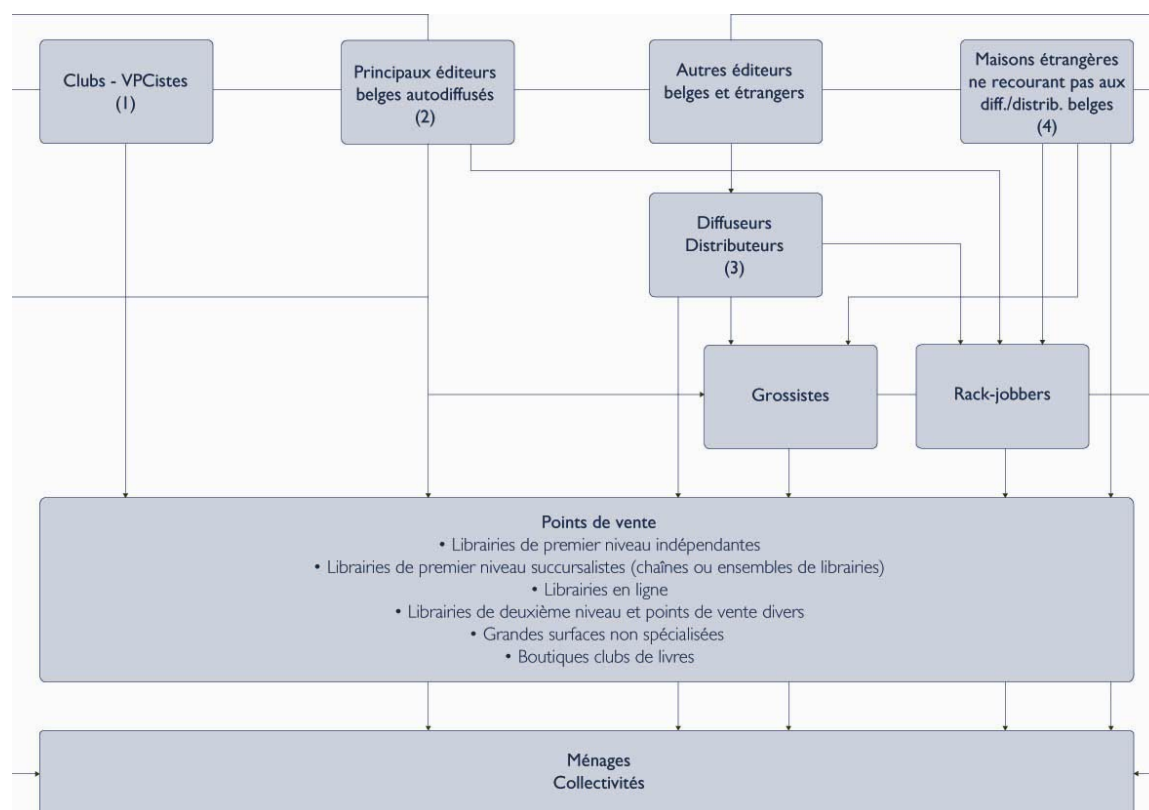 Clubs - VPCistes
(1)
Principaux éditeurs
belges autodiffusés
(2)
Autres éditeurs
belges et étrangers
Maisons étrangères
ne recourant pas aux
diff./distrib. belges
(4)
Diffuseurs
Distributeurs
(3)
Grossistes
Rack-jobbers
Points de vente
• Librairies de premier niveau indépendantes
• Librairies de premier niveau succursalistes (chaînes ou ensembles de librairies)
• Librairies en ligne
• Librairies de deuxième niveau et points de vente divers
• Grandes surfaces non spécialisées
• Boutiques clubs de livres
Ménages
Collectivités